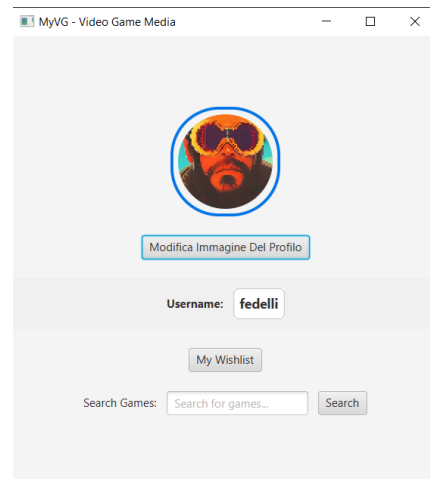 MyVG - Video Game Media
Modifica Immagine Del Profilo
Username: fedelli
My Wishlist
Search Games: Search for games... Search